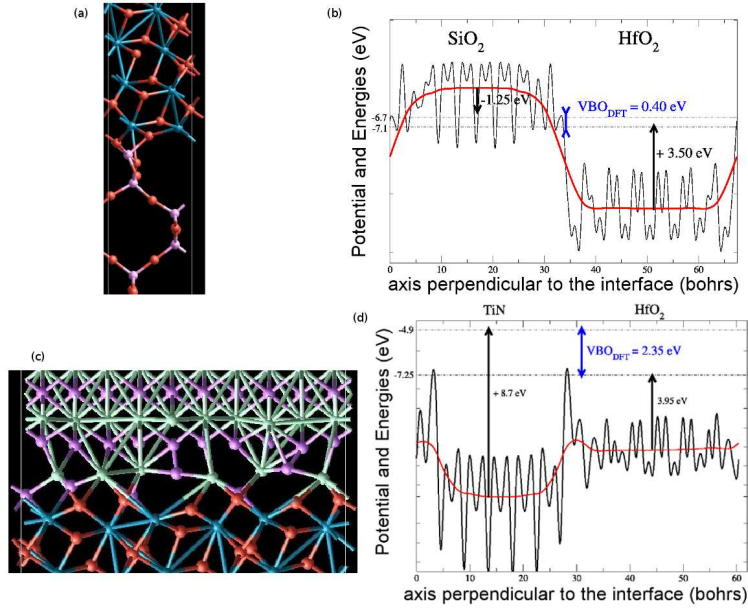 (a)
(b)
SiO2 HfO2
-1.25 eV
VBODFT = 0.40 eV
-6.7
-7.1
+ 3.50 eV
Potential and Energies (eV)
0 10 20 30 40 50 60
axis perpendicular to the interface (bohrs)
(c)
(d)
TiN HfO2
-4.9
VBODFT = 2.35 eV
-7.25
+ 8.7 eV
3.95 eV
Potential and Energies (eV)
0 10 20 30 40 50 60
axis perpendicular to the interface (bohrs)